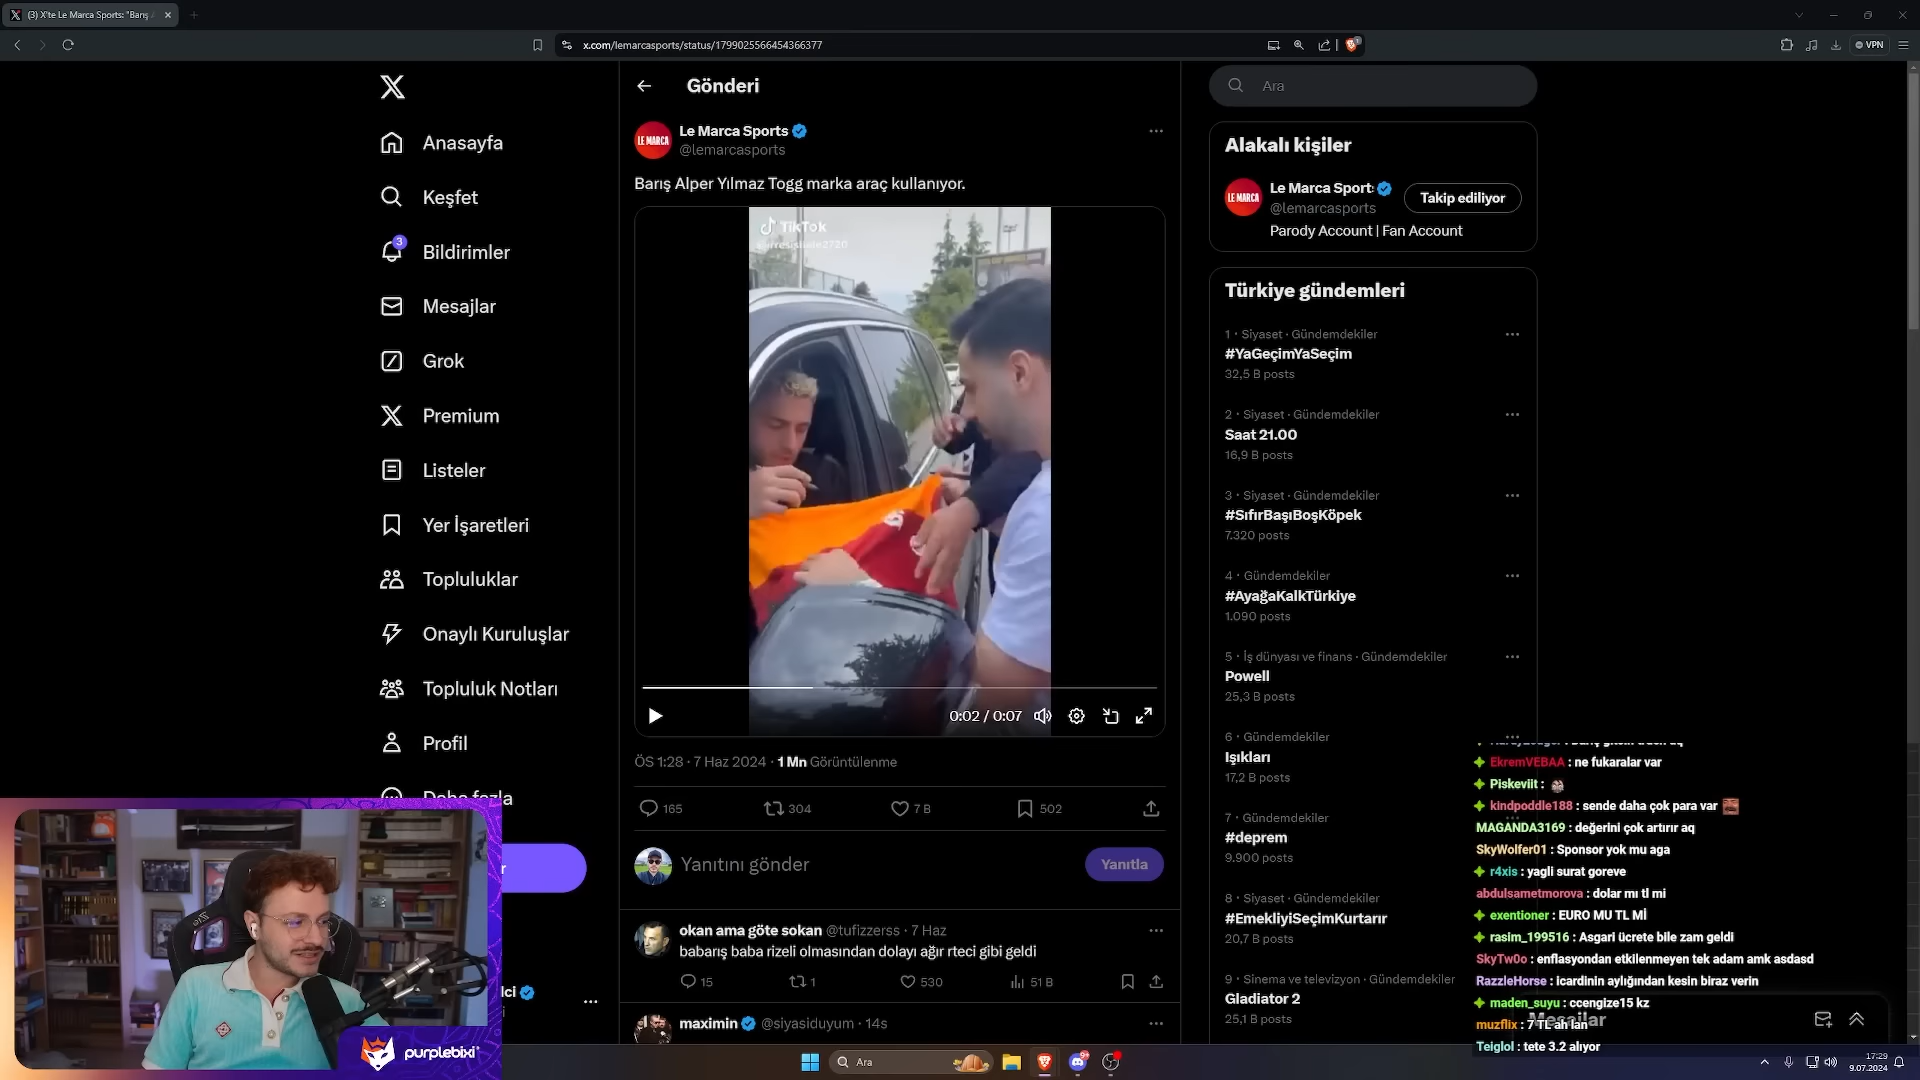 (3) X'te Le Marca Sports: "Barış
x.com/lemarcasports/status/1799025566454366377
VPN
Anasayfa
Keşfet
3
Bildirimler
Mesajlar
Grok
Premium
Listeler
Yer İşaretleri
Topluluklar
Onaylı Kuruluşlar
Topluluk Notları
Profil
Daha fazla
Gönderi
LE MARCA
Le Marca Sports
@lemarcasports
Barış Alper Yılmaz Togg marka araç kullanıyor.
TikTok
0:02 / 0:07
ÖS 1:28 · 7 Haz 2024 · 1 Mn Görüntülenme
165
304
7 B
502
Yanıtını gönder
Yanıtla
okan ama göte sokan @tufizzerss · 7 Haz
babarış baba rizeli olmasından dolayı ağır rteci gibi geldi
15
1
530
51 B
maximin @siyasiduyum · 14s
Ara
Alakalı kişiler
LE MARCA
Le Marca Sport
@lemarcasports
Takip ediliyor
Parody Account | Fan Account
Türkiye gündemleri
1 · Siyaset · Gündemdekiler
#YaGeçimYaSeçim
32,5 B posts
2 · Siyaset · Gündemdekiler
Saat 21.00
16,9 B posts
3 · Siyaset · Gündemdekiler
#SıfırBaşıBoşKöpek
7.320 posts
4 · Gündemdekiler
#AyağaKalkTürkiye
1.090 posts
5 · İş dünyası ve finans · Gündemdekiler
Powell
25,3 B posts
6 · Gündemdekiler
Işıkları
17,2 B posts
7 · Gündemdekiler
#deprem
9.900 posts
8 · Siyaset · Gündemdekiler
#EmekliyiSeçimKurtarır
20,7 B posts
9 · Sinema ve televizyon · Gündemdekiler
Gladiator 2
25,1 B posts
EkremVEBAA : ne fukaralar var
Piskeviit :
kindpoddle188 : sende daha çok para var
MAGANDA3169 : değerini çok artırır aq
SkyWolfer01 : Sponsor yok mu aga
r4xis : yagli surat goreve
abdulsametmorova : dolar mı tl mi
exentioner : EURO MU TL Mİ
rasim_199516 : Asgari ücrete bile zam geldi
SkyTw0o : enflasyondan etkilenmeyen tek adam amk asdasd
RazzleHorse : icardinin aylığından kesin biraz verin
maden_suyu : ccengize15 kz
muzflix : 7 TL ah lan
Teiglol : tete 3.2 alıyor
Mesajlar
lci
purplebixi
Ara
17:29
9.07.2024